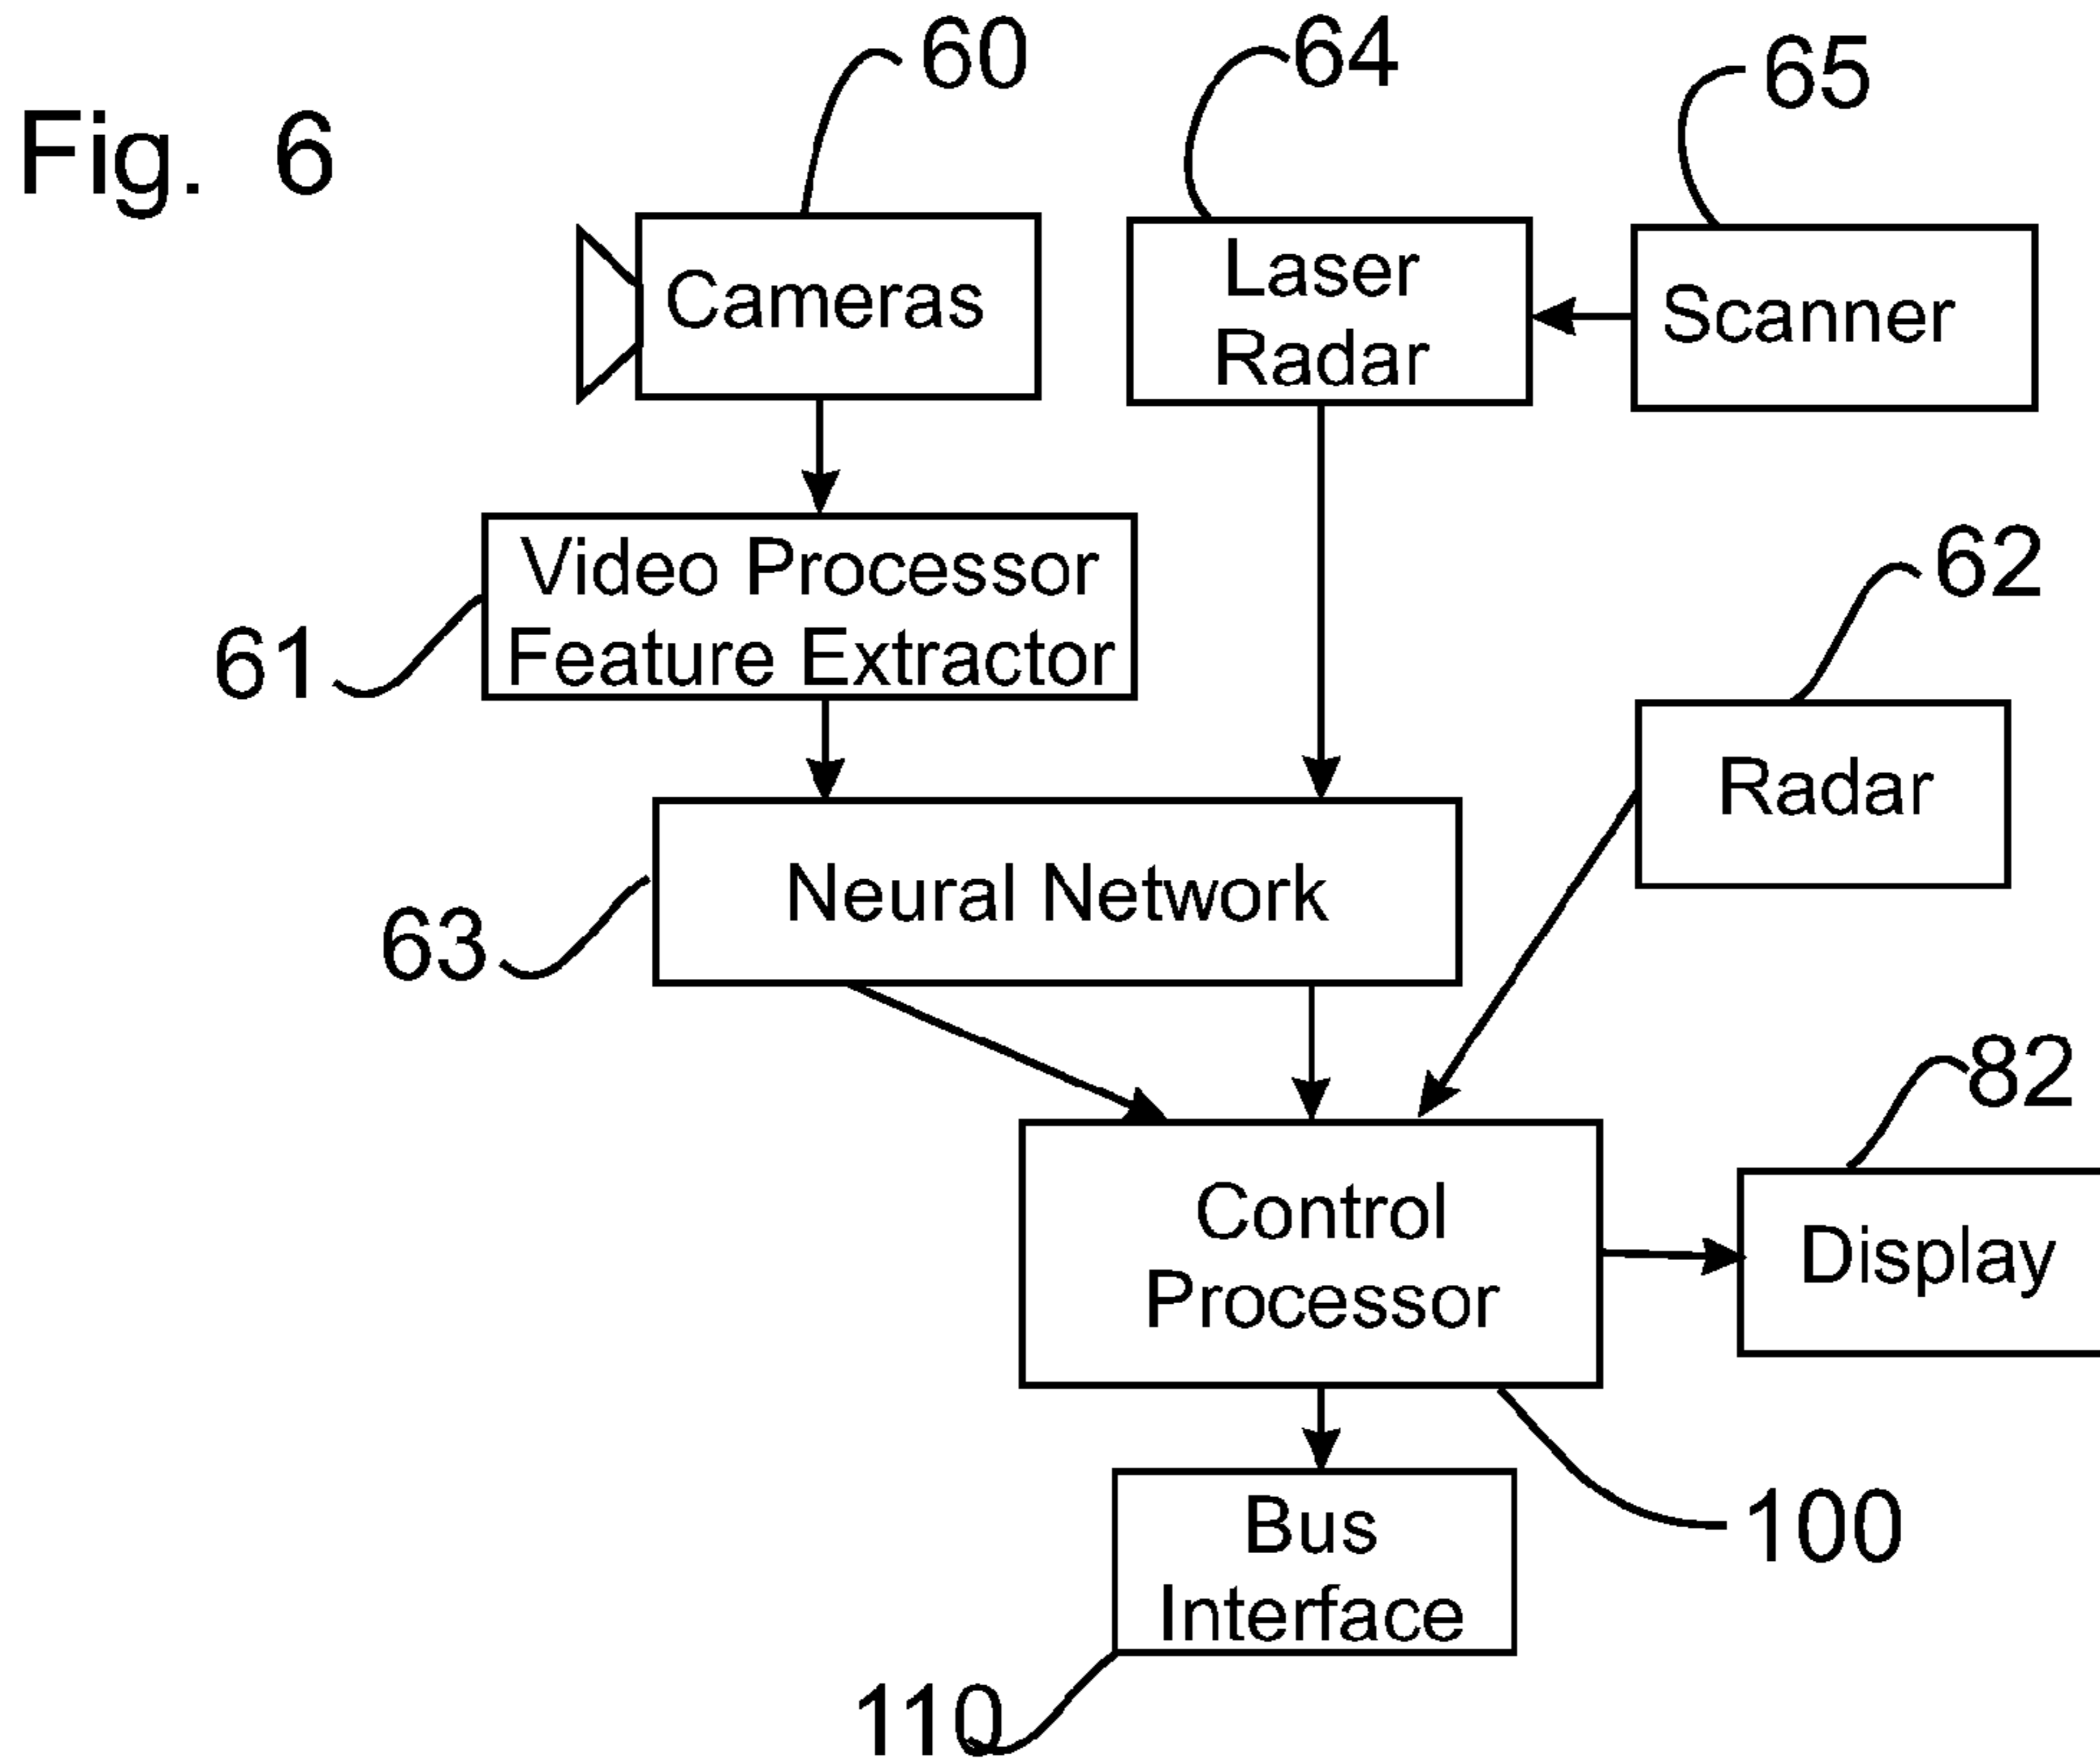 Fig. 6
60
64
65
Cameras
Laser
Radar
Scanner
Video Processor
Feature Extractor
61
62
Radar
Neural Network
63
82
Control
Processor
Display
100
Bus
Interface
110